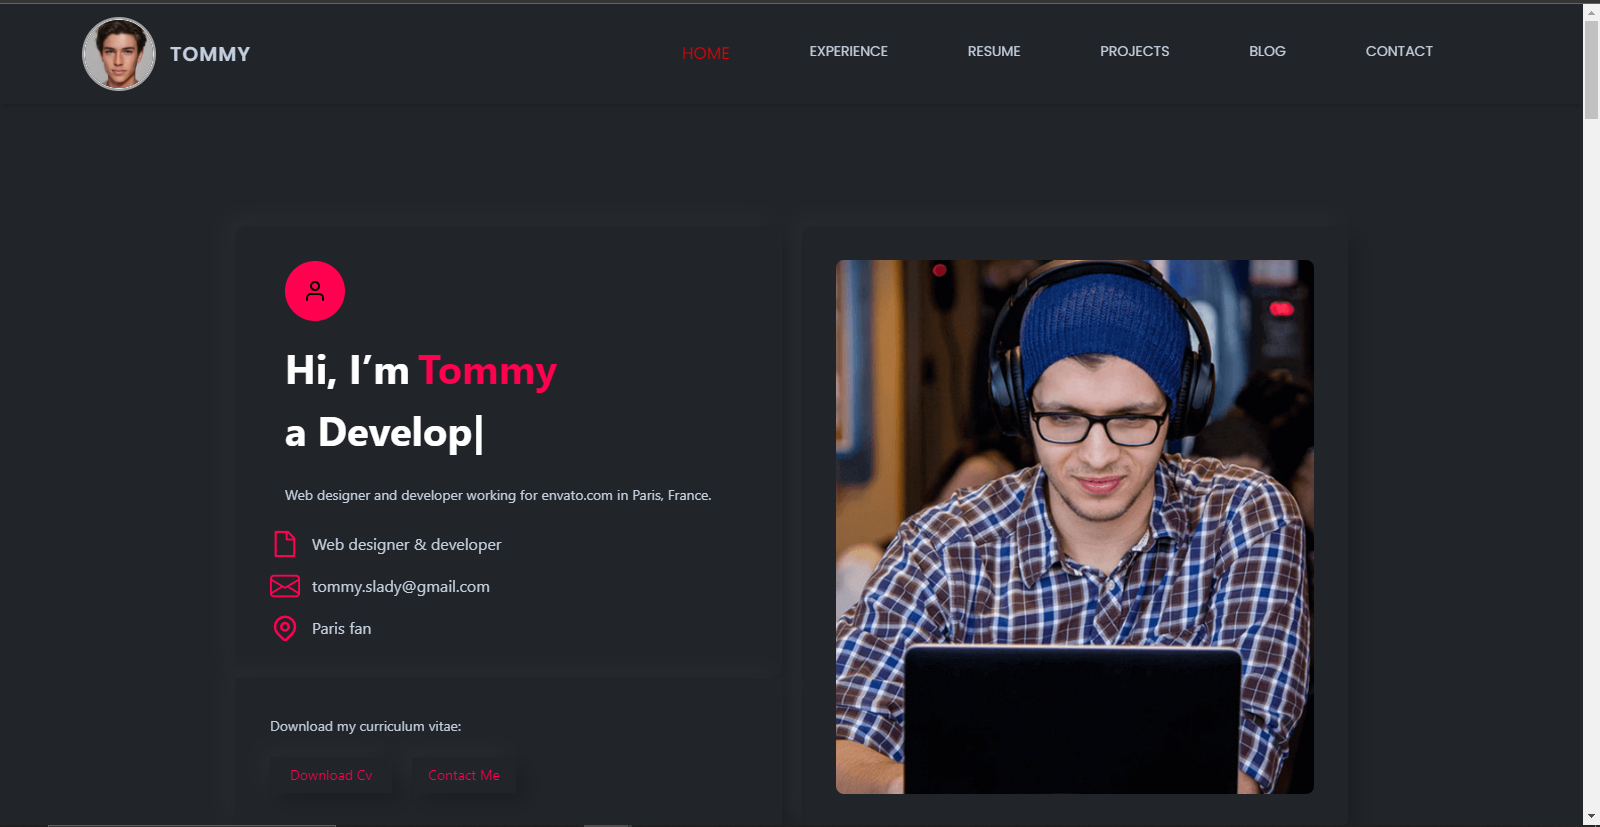 TOMMY
HOME EXPERIENCE RESUME PROJECTS BLOG CONTACT
Hi, I’m Tommy
a Develop|
Web designer and developer working for envato.com in Paris, France.
Web designer & developer
tommy.slady@gmail.com
Paris fan
Download my curriculum vitae:
Download Cv Contact Me